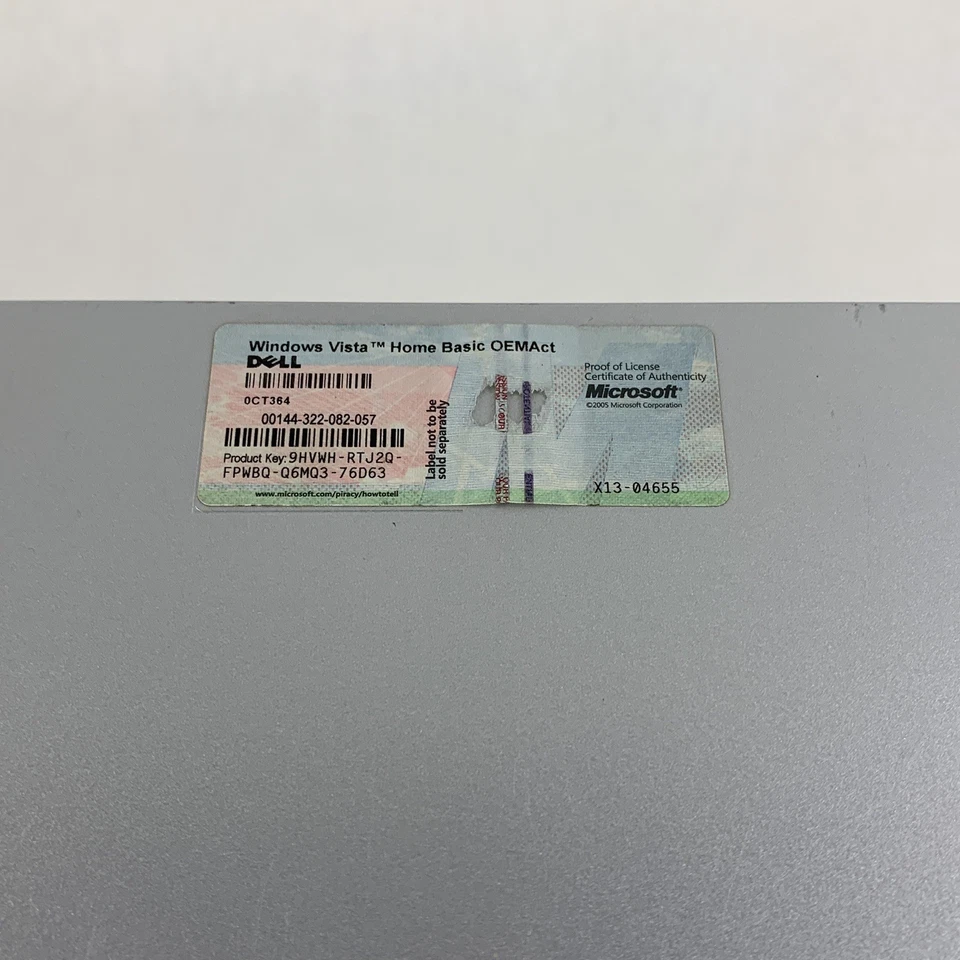 Windows Vista™ Home Basic OEMAct
DELL
0CT364
00144-322-082-057
Product Key: 9HVWH-RTJ2Q-
FPWBQ-Q6MQ3-76D63
www.microsoft.com/piracy/howtotell
Label not to be
sold separately
Proof of License
Certificate of Authenticity
Microsoft®
©2005 Microsoft Corporation
X13-04655